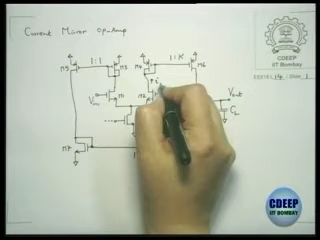 Current Mirror Op-Amp
M5
1:1
M3
M4
1:K
M6
CDEEP
IIT Bombay
Vin
M1
M2
i
Vout
CL
M7
CDEEP
IIT BOMBAY